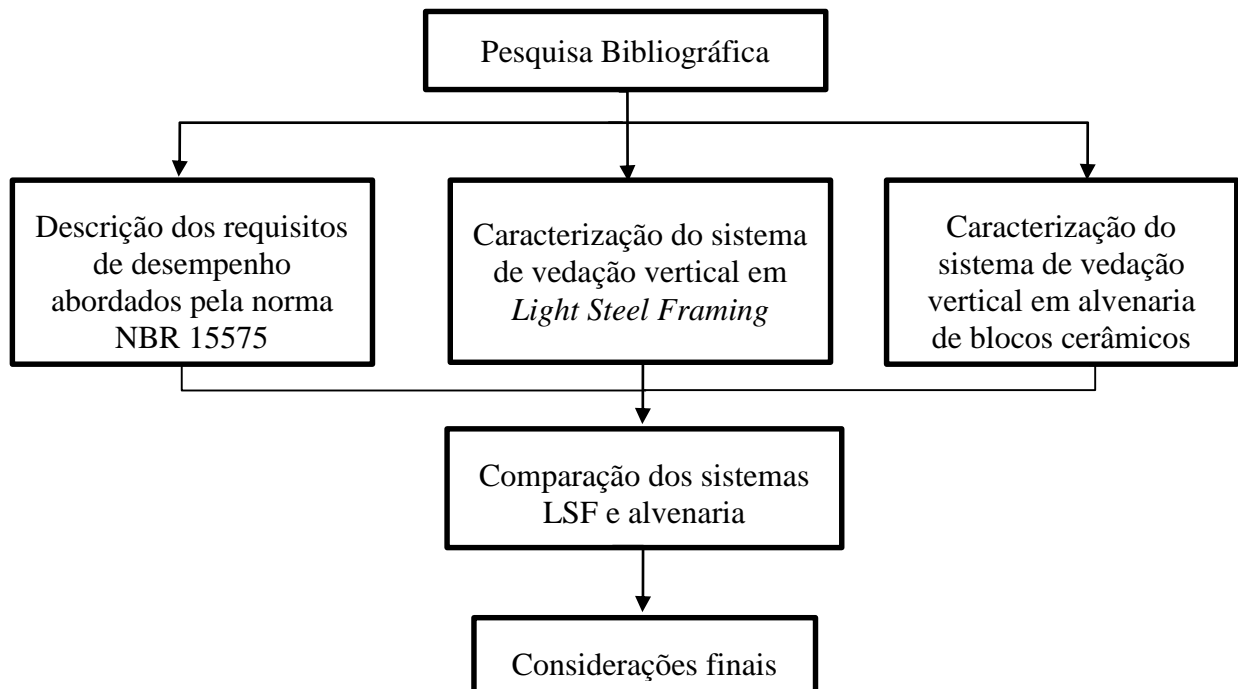 Pesquisa Bibliográfica
Descrição dos requisitos
de desempenho
abordados pela norma
NBR 15575
Caracterização do sistema
de vedação vertical em
Light Steel Framing
Caracterização do
sistema de vedação
vertical em alvenaria
de blocos cerâmicos
Comparação dos sistemas
LSF e alvenaria
Considerações finais